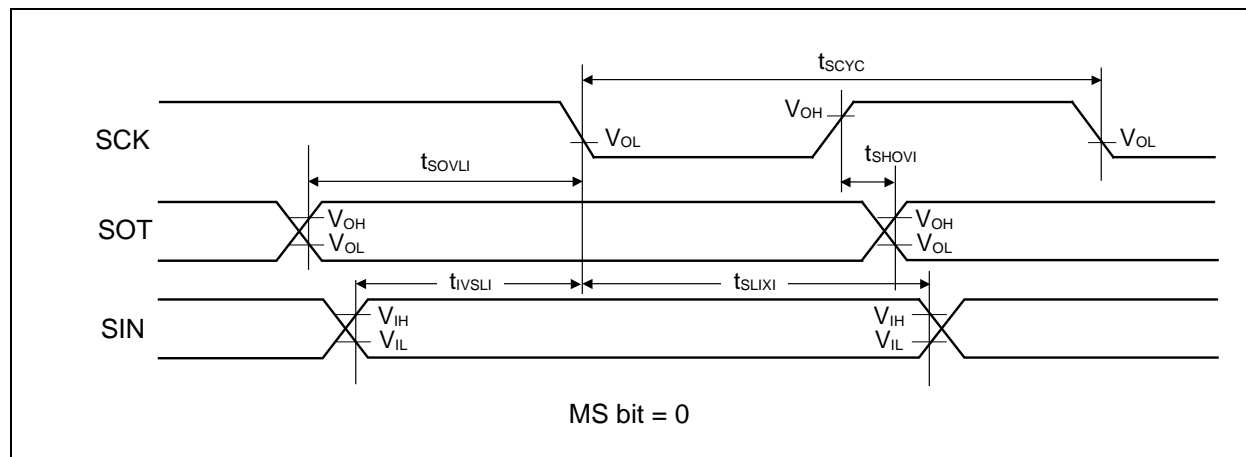 tSCYC
SCK
VOH
VOL
VOL
tSOVLI
tSHOVI
SOT
VOH
VOL
VOH
VOL
tIVSLI
tSLIXI
SIN
VIH
VIL
VIH
VIL
MS bit = 0